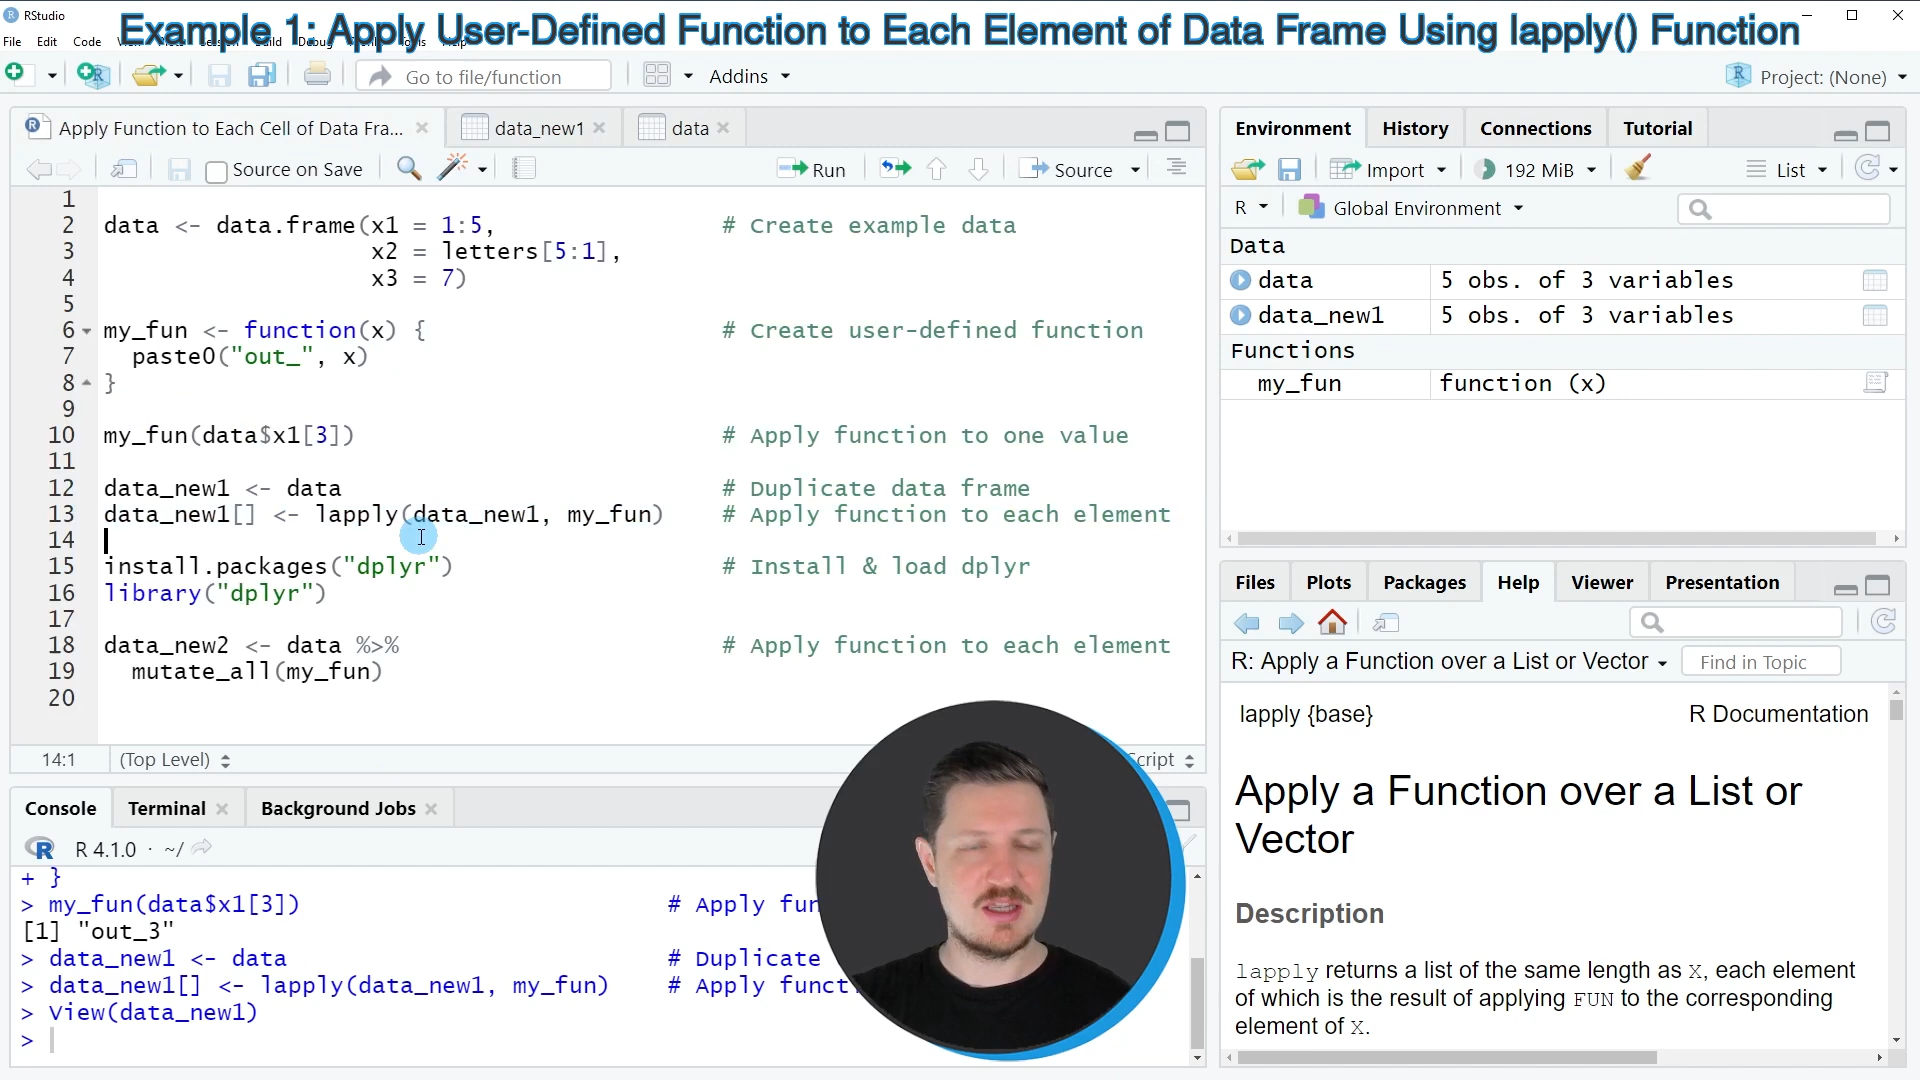 RStudio
Example 1: Apply User-Defined Function to Each Element of Data Frame Using lapply() Function
File Edit Code
Go to file/function
Addins
Project: (None)
Apply Function to Each Cell of Data Fra...
data_new1
data
Source on Save
Run
Source
1
2 data <- data.frame(x1 = 1:5, # Create example data
3 x2 = letters[5:1],
4 x3 = 7)
5
6 my_fun <- function(x) { # Create user-defined function
7 paste0("out_", x)
8 }
9
10 my_fun(data$x1[3]) # Apply function to one value
11
12 data_new1 <- data # Duplicate data frame
13 data_new1[] <- lapply(data_new1, my_fun) # Apply function to each element
14
15 install.packages("dplyr") # Install & load dplyr
16 library("dplyr")
17
18 data_new2 <- data %>% # Apply function to each element
19 mutate_all(my_fun)
20
14:1 (Top Level) cript
Console Terminal Background Jobs
R 4.1.0 · ~/
+ }
> my_fun(data$x1[3]) # Apply fun
[1] "out_3"
> data_new1 <- data # Duplicate
> data_new1[] <- lapply(data_new1, my_fun) # Apply funct
> View(data_new1)
>
Environment History Connections Tutorial
Import 192 MiB List
R Global Environment
Data
data 5 obs. of 3 variables
data_new1 5 obs. of 3 variables
Functions
my_fun function (x)
Files Plots Packages Help Viewer Presentation
R: Apply a Function over a List or Vector Find in Topic
lapply {base} R Documentation
Apply a Function over a List or
Vector
Description
lapply returns a list of the same length as X, each element
of which is the result of applying FUN to the corresponding
element of X.